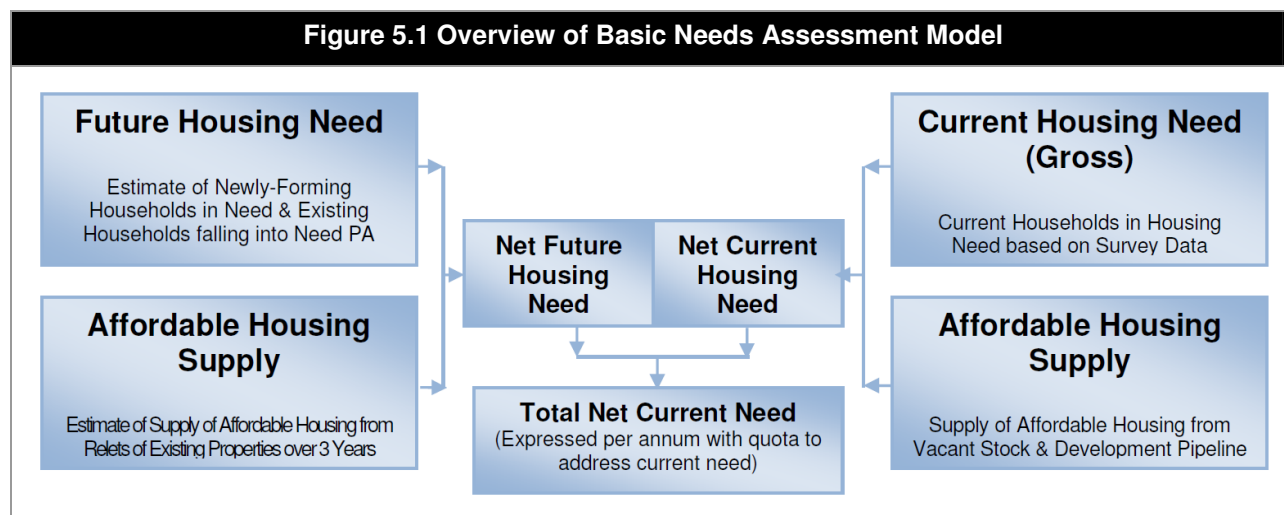 Figure 5.1 Overview of Basic Needs Assessment Model
Future Housing Need
Estimate of Newly-Forming
Households in Need & Existing
Households falling into Need PA
Affordable Housing
Supply
Estimate of Supply of Affordable Housing from
Relets of Existing Properties over 3 Years
Net Future
Housing
Need
Net Current
Housing
Need
Total Net Current Need
(Expressed per annum with quota to
address current need)
Current Housing Need
(Gross)
Current Households in Housing
Need based on Survey Data
Affordable Housing
Supply
Supply of Affordable Housing from
Vacant Stock & Development Pipeline